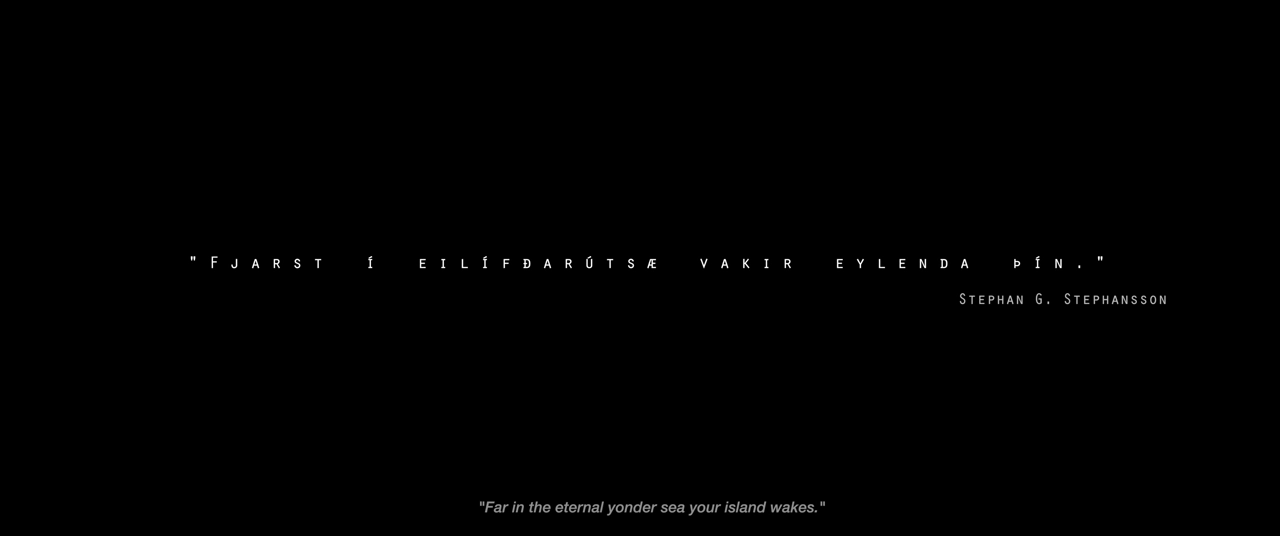 "Fjarst í eilífðarútsæ vakir eylenda þín."
Stephan G. Stephansson
"Far in the eternal yonder sea your island wakes."